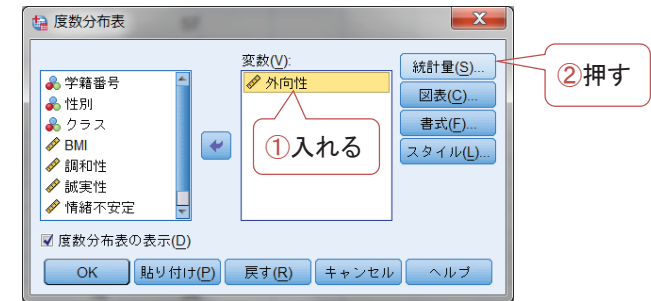 度数分布表
変数(V):
外向性
学籍番号
性別
クラス
BMI
調和性
誠実性
情緒不安定
統計量(S)...
図表(C)...
書式(F)...
スタイル(L)...
①入れる
②押す
度数分布表の表示(D)
OK 貼り付け(P) 戻す(R) キャンセル ヘルプ